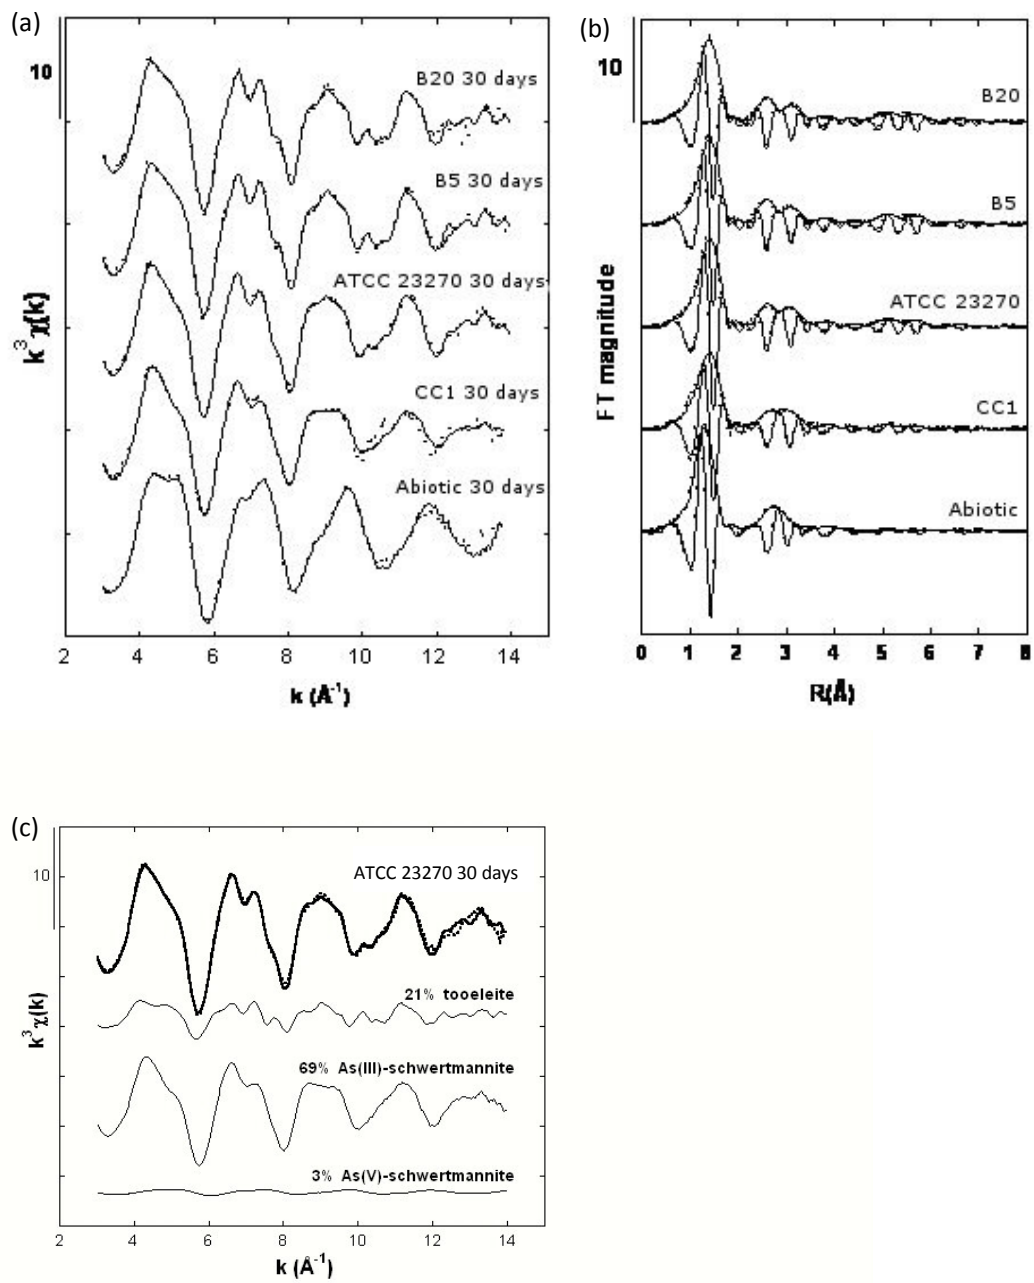 (a)
10
B20 30 days
B5 30 days
ATCC 23270 30 days
CC1 30 days
Abiotic 30 days
k³ χ(k)
2 4 6 8 10 12 14
k (Å⁻¹)
(b)
10
B20
B5
ATCC 23270
CC1
Abiotic
FT magnitude
0 1 2 3 4 5 6 7 8
R(Å)
(c)
10
ATCC 23270 30 days
21% tooeleite
69% As(III)-schwertmannite
3% As(V)-schwertmannite
k³ χ(k)
2 4 6 8 10 12 14
k (Å⁻¹)